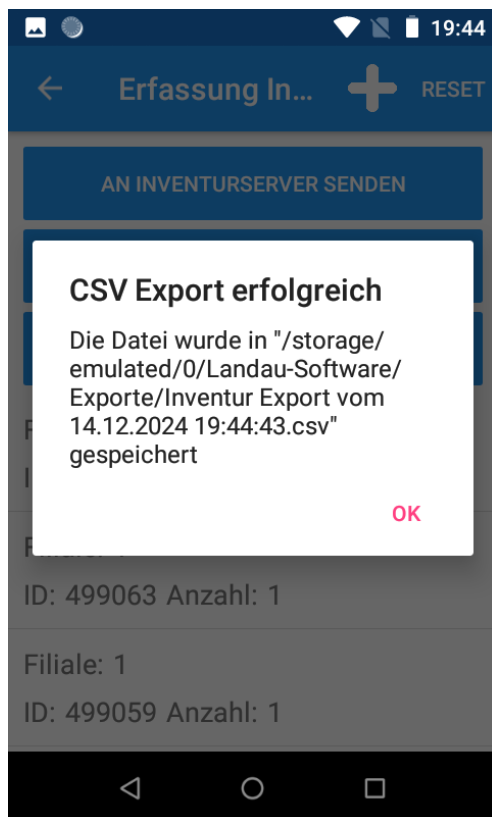 19:44
Erfassung In... RESET
AN INVENTURSERVER SENDEN
CSV Export erfolgreich
Die Datei wurde in "/storage/
emulated/0/Landau-Software/
Exporte/Inventur Export vom
14.12.2024 19:44:43.csv"
gespeichert
OK
ID: 499063 Anzahl: 1
Filiale: 1
ID: 499059 Anzahl: 1